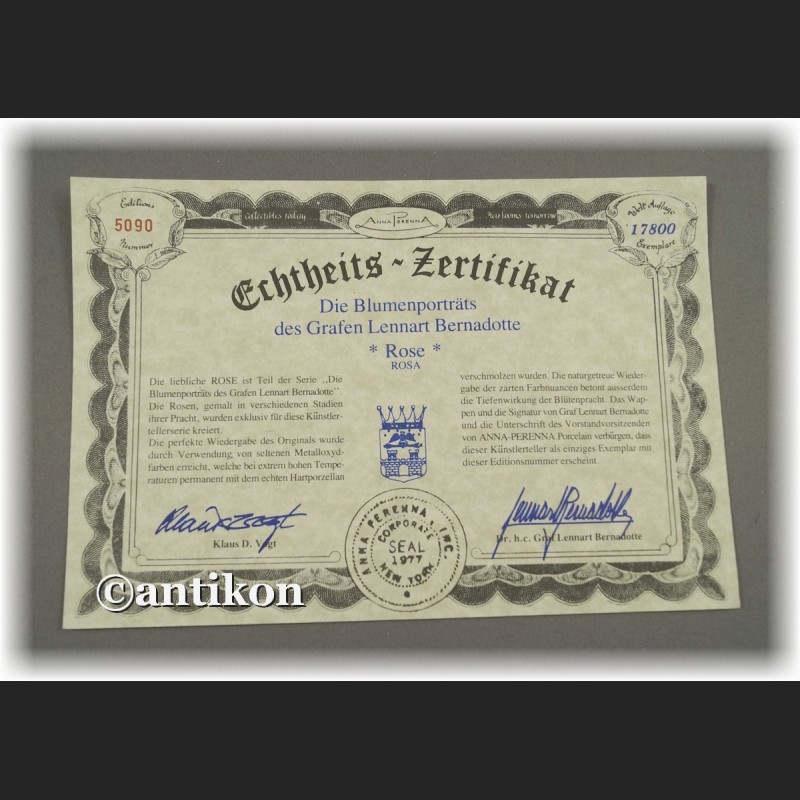 Editions
5090
Nummer
Collectibles today
ANNA PERENNA
Heirlooms tomorrow
Welt Auflage
17800
Exemplare
Echtheits - Zertifikat
Die Blumenporträts
des Grafen Lennart Bernadotte
* Rose *
ROSA
Die liebliche ROSE ist Teil der Serie ,,Die
Blumenporträts des Grafen Lennart Bernadotte".
Die Rosen, gemalt in verschiedenen Stadien
ihrer Pracht, wurden exklusiv für diese Künstler-
tellerserie kreiert.
Die perfekte Wiedergabe des Originals wurde
durch Verwendung von seltenen Metalloxyd-
farben erreicht, welche bei extrem hohen Tempe-
raturen permanent mit dem echten Hartporzellan
verschmolzen wurden. Die naturgetreue Wieder-
gabe der zarten Farbnuancen betont ausserdem
die Tiefenwirkung der Blütenpracht. Das Wap-
pen und die Signatur von Graf Lennart Bernadotte
und die Unterschrift des Vorstandvorsitzenden
von ANNA-PERENNA Porcelain verbürgen, dass
dieser Künstlerteller als einziges Exemplar mit
dieser Editionsnummer erscheint.
Klaus D. Vogt
Lennart Bernadotte
Klaus D. Vogt
Dr. h.c. Graf Lennart Bernadotte
ANNA PERENNA, INC.
NEW YORK
CORPORATE
SEAL
1977
©antikon